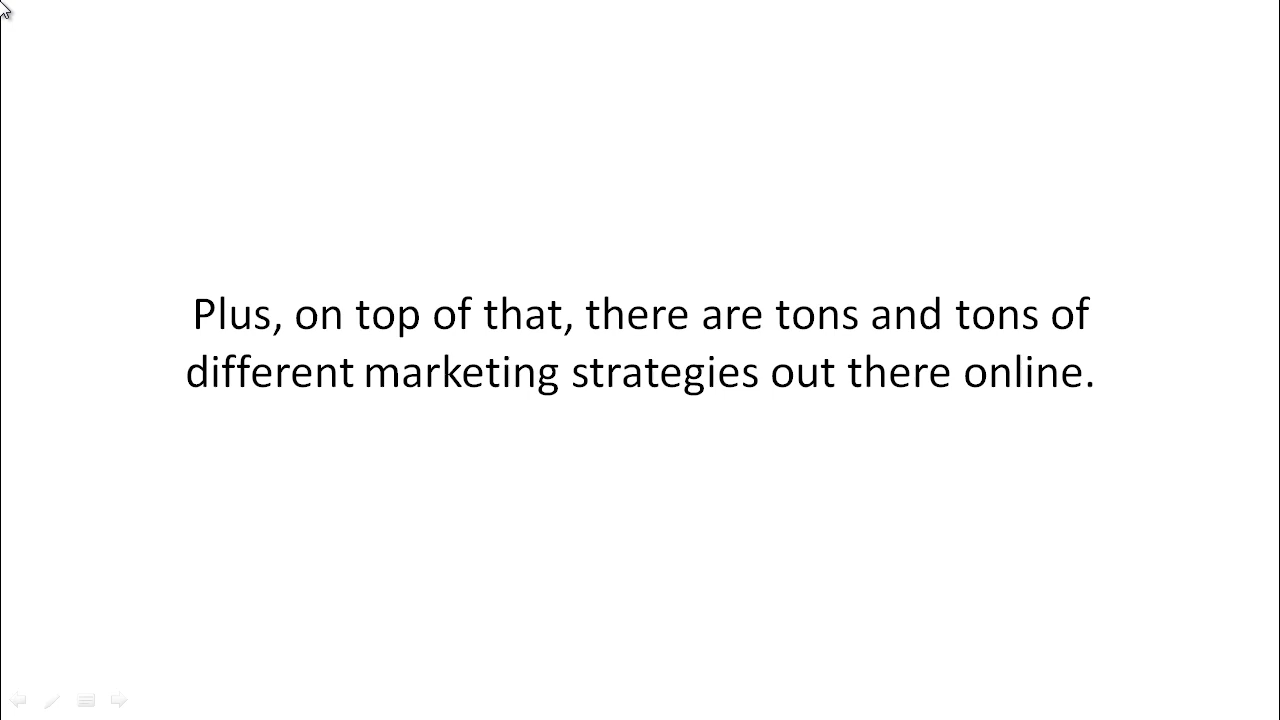 Plus, on top of that, there are tons and tons of
different marketing strategies out there online.